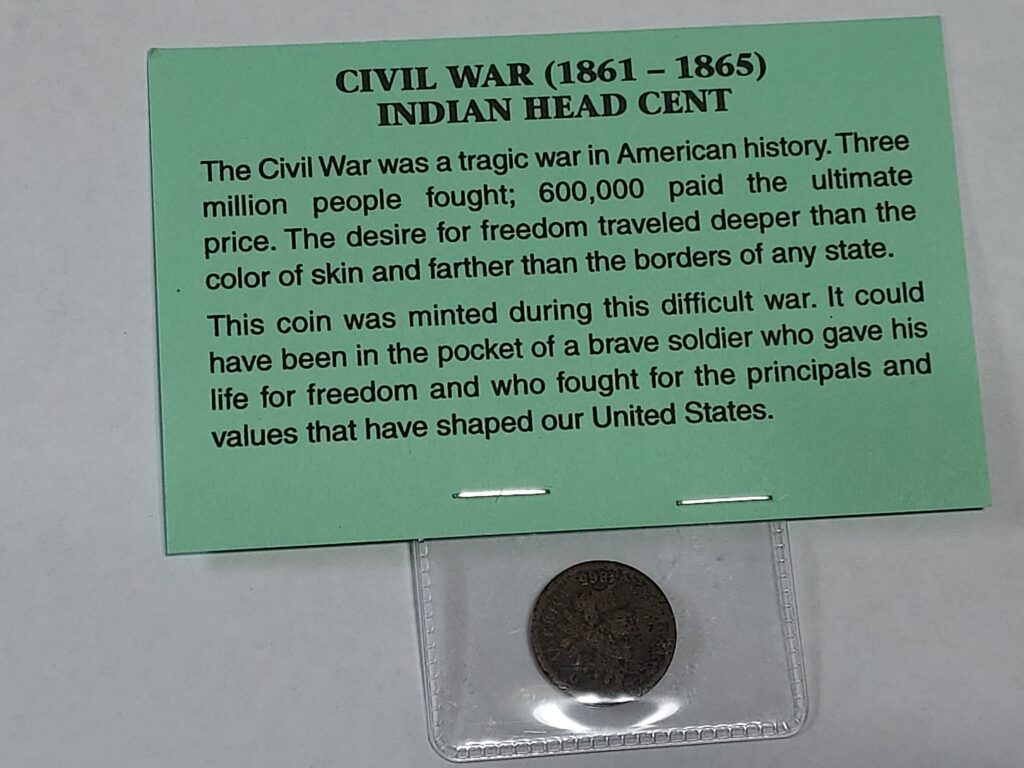 CIVIL WAR (1861 – 1865)
INDIAN HEAD CENT
The Civil War was a tragic war in American history. Three
million people fought; 600,000 paid the ultimate
price. The desire for freedom traveled deeper than the
color of skin and farther than the borders of any state.
This coin was minted during this difficult war. It could
have been in the pocket of a brave soldier who gave his
life for freedom and who fought for the principals and
values that have shaped our United States.
1865